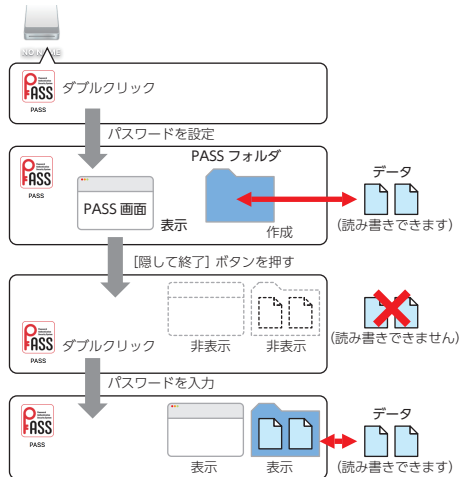 NO NAME
PASS
PASS
ダブルクリック
パスワードを設定
PASS
PASS
PASS 画面
表示
PASS フォルダ
作成
データ
(読み書きできます)
[隠して終了] ボタンを押す
PASS
PASS
ダブルクリック
非表示
非表示
(読み書きできません)
パスワードを入力
PASS
PASS
表示
表示
データ
(読み書きできます)